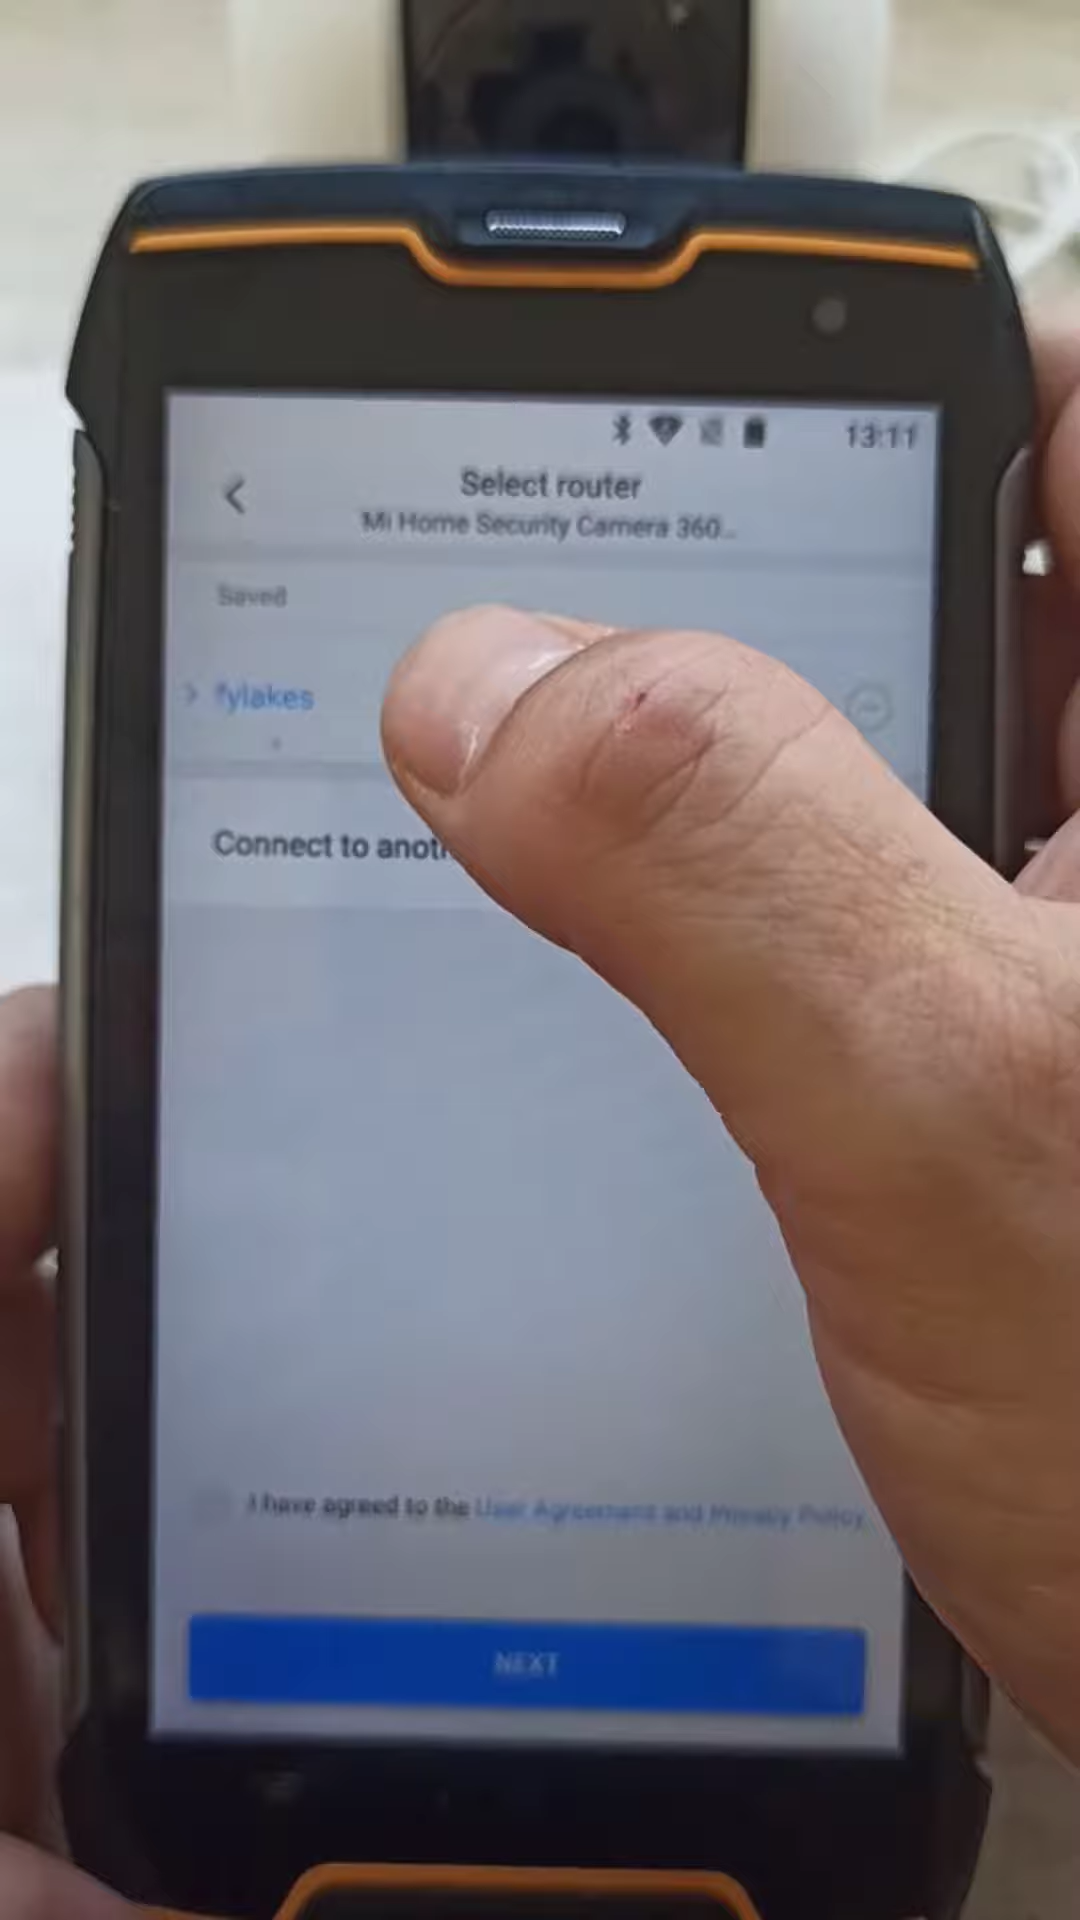 13:11
Select router
Mi Home Security Camera 360...
Saved
fylakes
Connect to anoth
I have agreed to the User Agreement and Privacy Policy.
NEXT